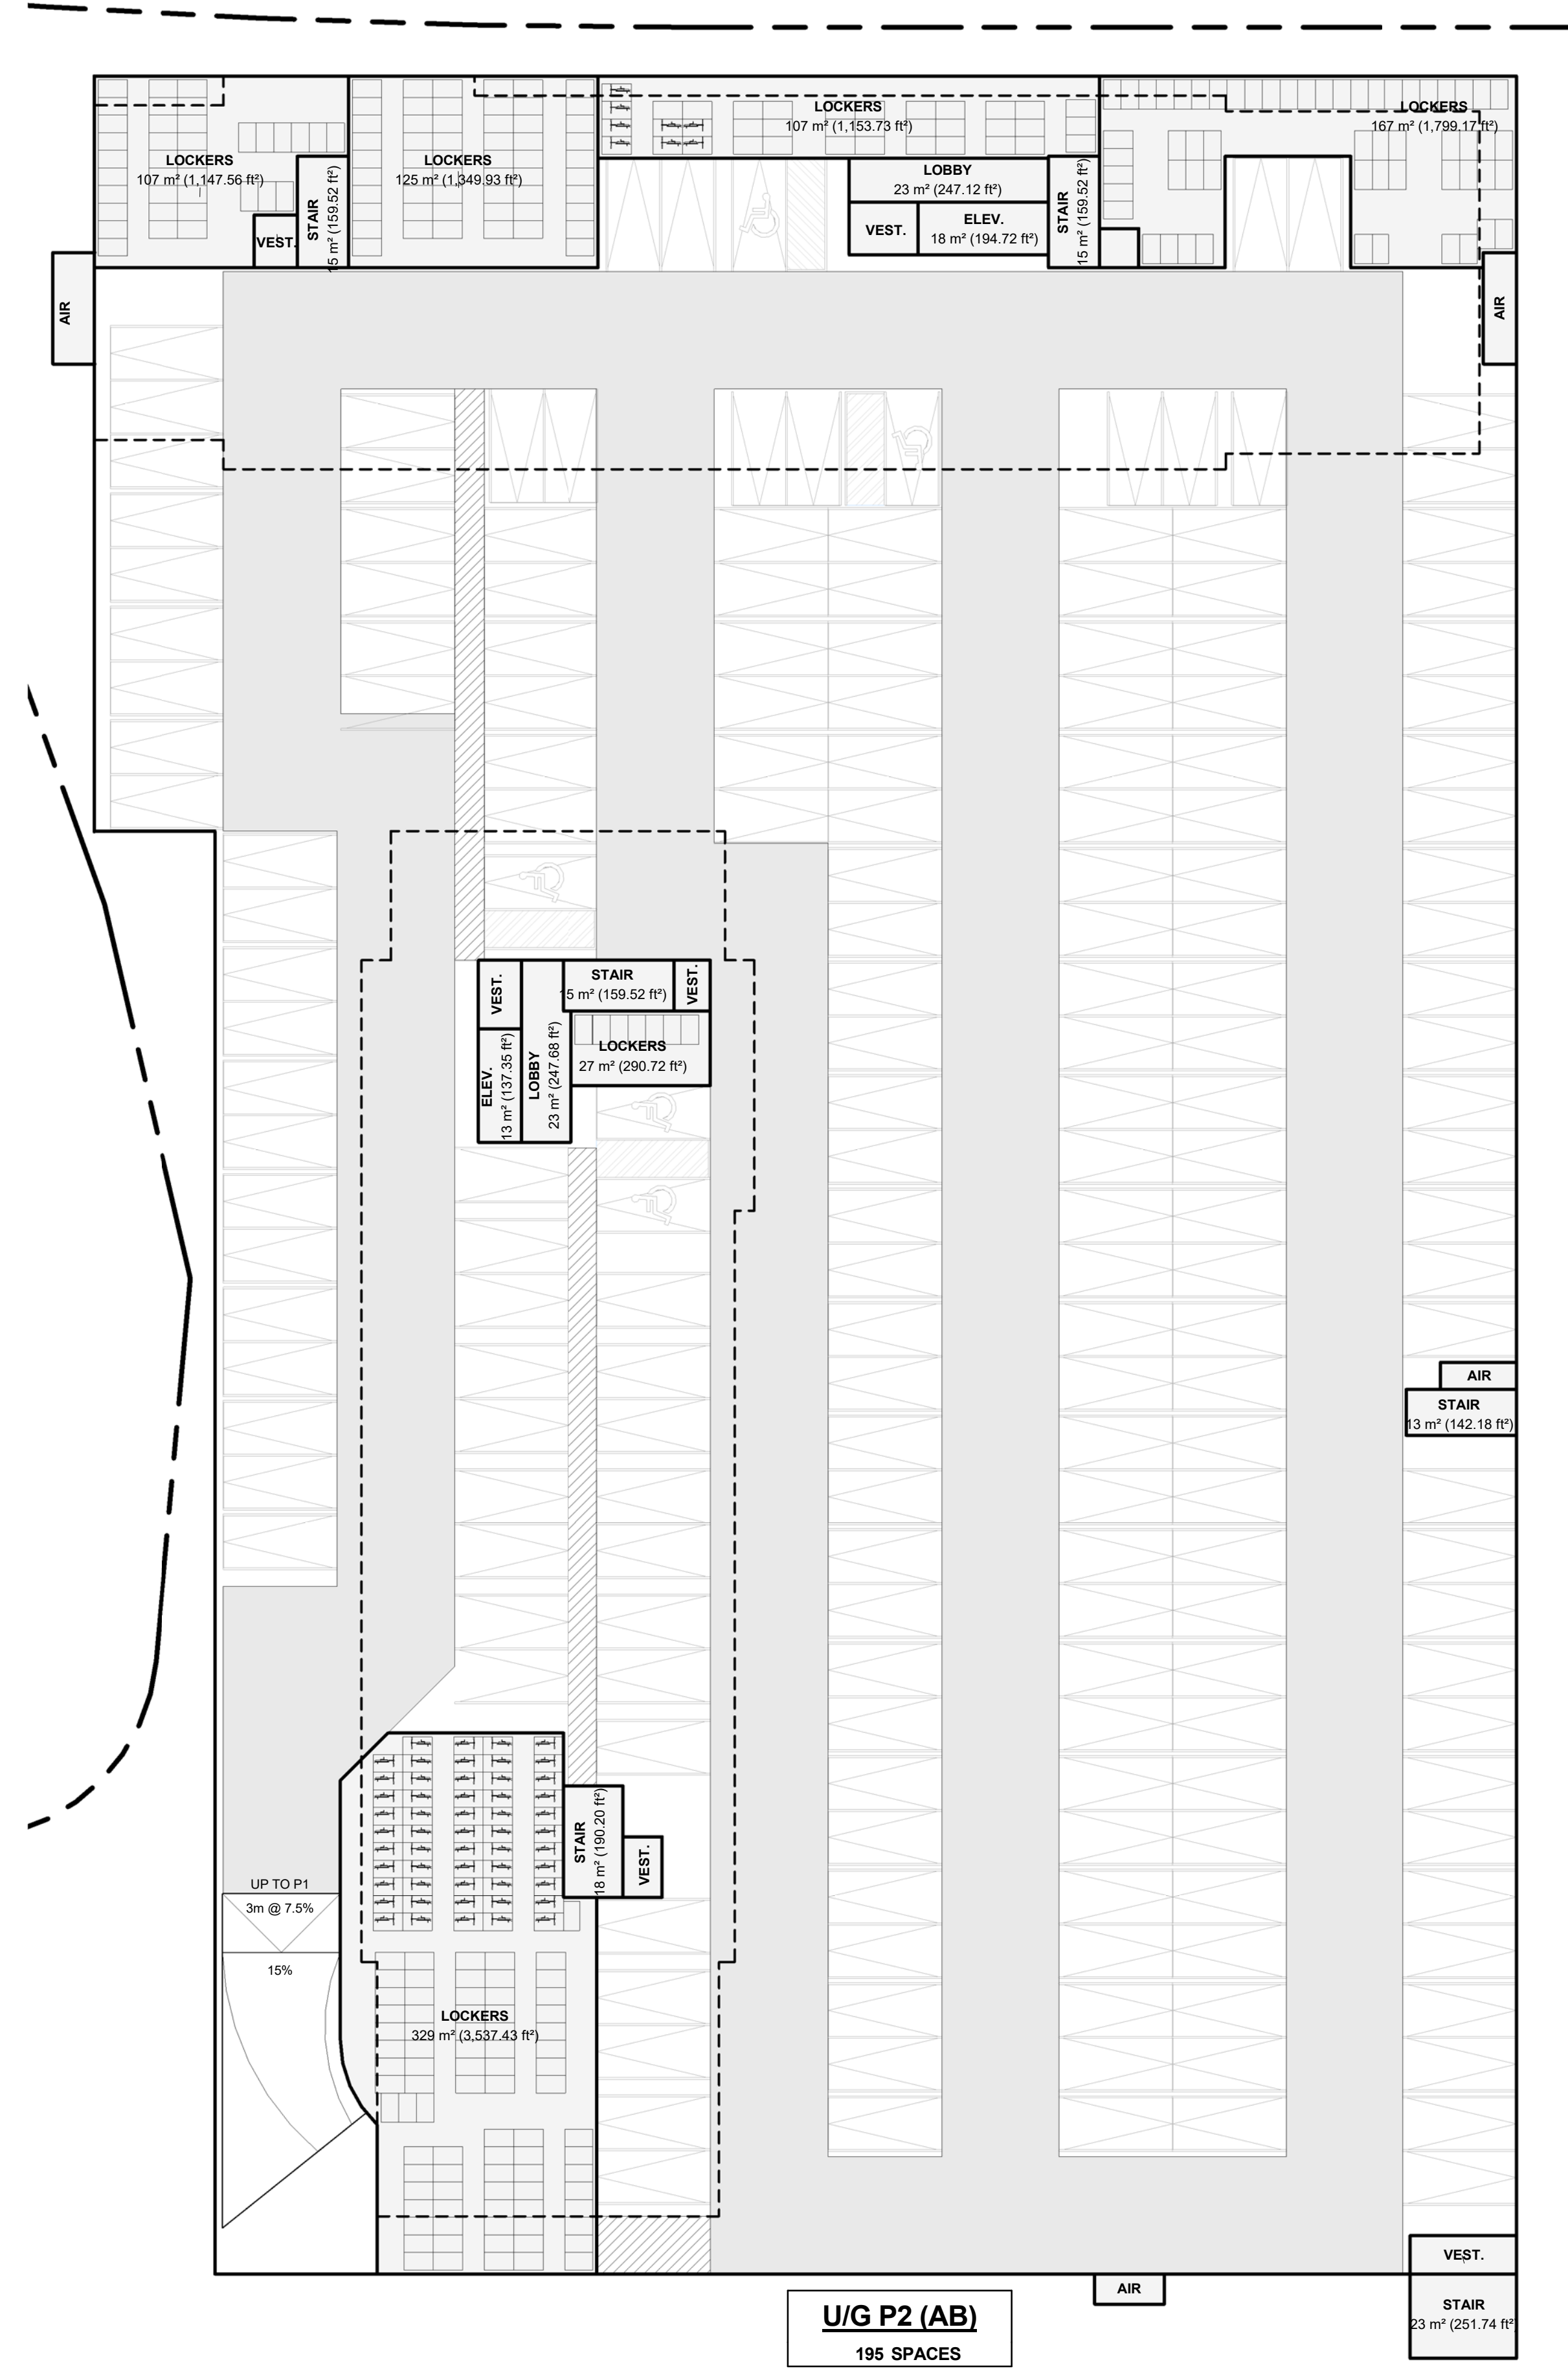 LOCKERS
107 m² (1,147.56 ft²)
VEST.
STAIR
15 m² (159.52 ft²)
LOCKERS
125 m² (1,349.93 ft²)
LOCKERS
107 m² (1,153.73 ft²)
LOBBY
23 m² (247.12 ft²)
VEST.
ELEV.
18 m² (194.72 ft²)
STAIR
15 m² (159.52 ft²)
LOCKERS
167 m² (1,799.17 ft²)
AIR
AIR
VEST.
STAIR
15 m² (159.52 ft²)
VEST.
ELEV.
13 m² (137.35 ft²)
LOBBY
23 m² (247.68 ft²)
LOCKERS
27 m² (290.72 ft²)
AIR
STAIR
13 m² (142.18 ft²)
STAIR
18 m² (190.20 ft²)
VEST.
UP TO P1
3m @ 7.5%
15%
LOCKERS
329 m² (3,537.43 ft²)
VEST.
AIR
STAIR
23 m² (251.74 ft²)
U/G P2 (AB)
195 SPACES